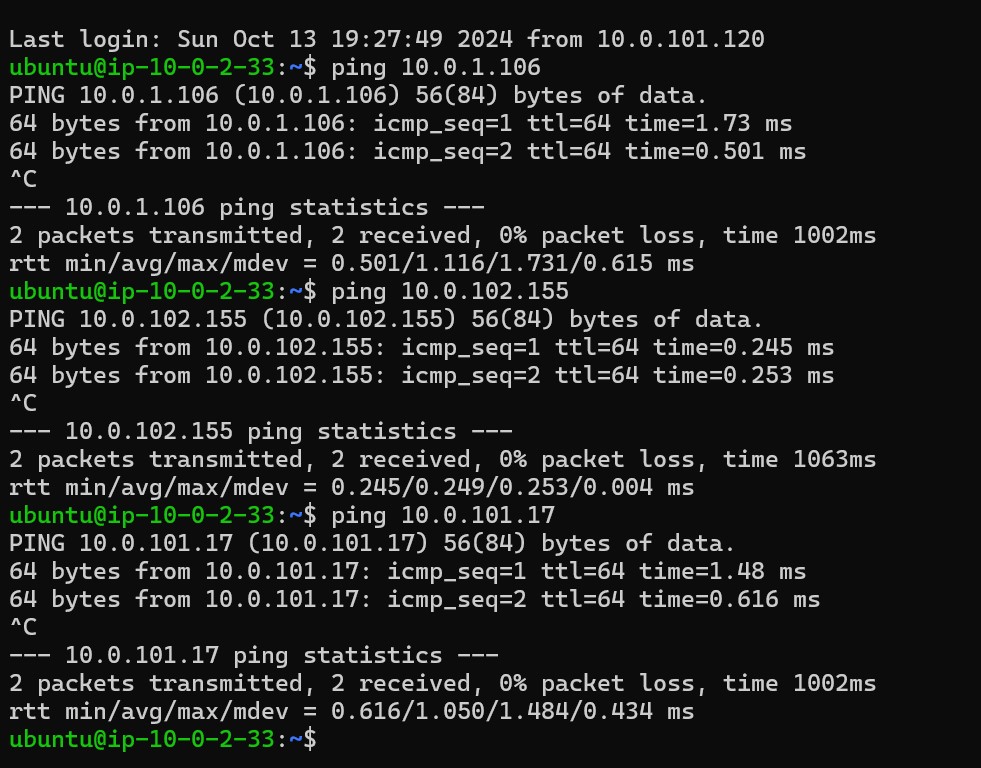 Last login: Sun Oct 13 19:27:49 2024 from 10.0.101.120
ubuntu@ip-10-0-2-33:~$ ping 10.0.1.106
PING 10.0.1.106 (10.0.1.106) 56(84) bytes of data.
64 bytes from 10.0.1.106: icmp_seq=1 ttl=64 time=1.73 ms
64 bytes from 10.0.1.106: icmp_seq=2 ttl=64 time=0.501 ms
^C
--- 10.0.1.106 ping statistics ---
2 packets transmitted, 2 received, 0% packet loss, time 1002ms
rtt min/avg/max/mdev = 0.501/1.116/1.731/0.615 ms
ubuntu@ip-10-0-2-33:~$ ping 10.0.102.155
PING 10.0.102.155 (10.0.102.155) 56(84) bytes of data.
64 bytes from 10.0.102.155: icmp_seq=1 ttl=64 time=0.245 ms
64 bytes from 10.0.102.155: icmp_seq=2 ttl=64 time=0.253 ms
^C
--- 10.0.102.155 ping statistics ---
2 packets transmitted, 2 received, 0% packet loss, time 1063ms
rtt min/avg/max/mdev = 0.245/0.249/0.253/0.004 ms
ubuntu@ip-10-0-2-33:~$ ping 10.0.101.17
PING 10.0.101.17 (10.0.101.17) 56(84) bytes of data.
64 bytes from 10.0.101.17: icmp_seq=1 ttl=64 time=1.48 ms
64 bytes from 10.0.101.17: icmp_seq=2 ttl=64 time=0.616 ms
^C
--- 10.0.101.17 ping statistics ---
2 packets transmitted, 2 received, 0% packet loss, time 1002ms
rtt min/avg/max/mdev = 0.616/1.050/1.484/0.434 ms
ubuntu@ip-10-0-2-33:~$